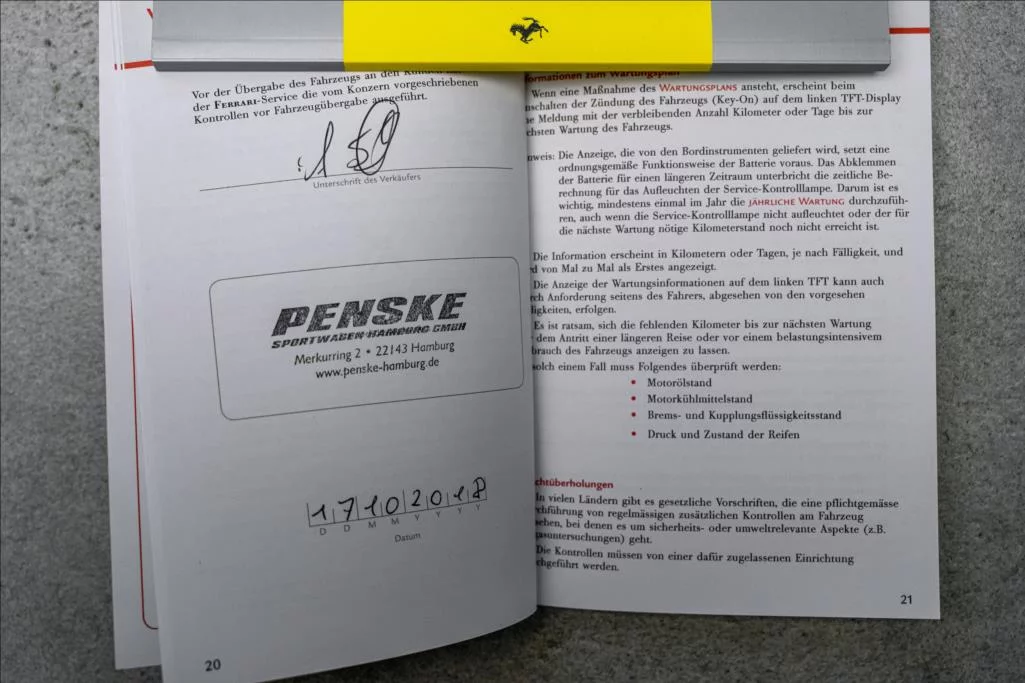 Vor der Übergabe des Fahrzeugs an den Kunden
der FERRARI-Service die vom Konzern vorgeschriebenen
Kontrollen vor Fahrzeugübergabe ausgeführt.
Unterschrift des Verkäufers
PENSKE
SPORTWAGEN HAMBURG GMBH
Merkurring 2 • 22143 Hamburg
www.penske-hamburg.de
17102018
D D M M Y Y Y Y
Datum
20
ormationen zum Wartungsplan
Wenn eine Maßnahme des WARTUNGSPLANS ansteht, erscheint beim
nschalten der Zündung des Fahrzeugs (Key-On) auf dem linken TFT-Display
e Meldung mit der verbleibenden Anzahl Kilometer oder Tage bis zur
chsten Wartung des Fahrzeugs.
nweis: Die Anzeige, die von den Bordinstrumenten geliefert wird, setzt eine
ordnungsgemäße Funktionsweise der Batterie voraus. Das Abklemmen
der Batterie für einen längeren Zeitraum unterbricht die zeitliche Be-
rechnung für das Aufleuchten der Service-Kontrolllampe. Darum ist es
wichtig, mindestens einmal im Jahr die JÄHRLICHE WARTUNG durchzufüh-
ren, auch wenn die Service-Kontrolllampe nicht aufleuchtet oder der für
die nächste Wartung nötige Kilometerstand noch nicht erreicht ist.
Die Information erscheint in Kilometern oder Tagen, je nach Fälligkeit, und
d von Mal zu Mal als Erstes angezeigt.
Die Anzeige der Wartungsinformationen auf dem linken TFT kann auch
rch Anforderung seitens des Fahrers, abgesehen von den vorgesehen
ligkeiten, erfolgen.
Es ist ratsam, sich die fehlenden Kilometer bis zur nächsten Wartung
dem Antritt einer längeren Reise oder vor einem belastungsintensivem
brauch des Fahrzeugs anzeigen zu lassen.
solch einem Fall muss Folgendes überprüft werden:
• Motorölstand
• Motorkühlmittelstand
• Brems- und Kupplungsflüssigkeitsstand
• Druck und Zustand der Reifen
chtüberholungen
In vielen Ländern gibt es gesetzliche Vorschriften, die eine pflichtgemässe
rchführung von regelmässigen zusätzlichen Kontrollen am Fahrzeug
sehen, bei denen es um sicherheits- oder umweltrelevante Aspekte (z.B.
asuntersuchungen) geht.
Die Kontrollen müssen von einer dafür zugelassenen Einrichtung
chgeführt werden.
21